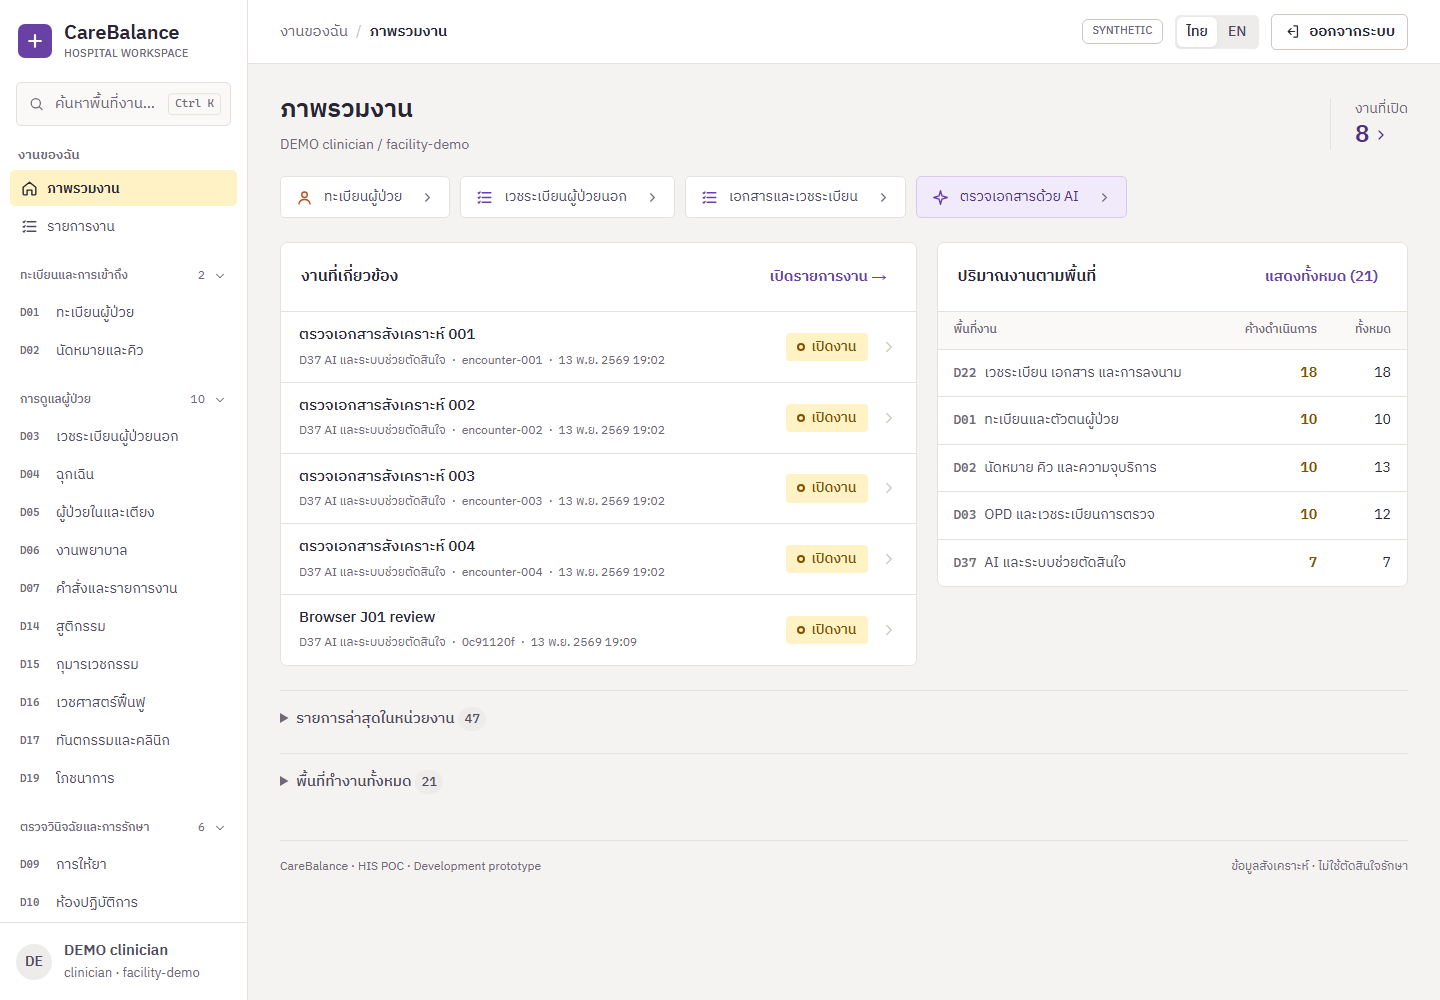 CareBalance
HOSPITAL WORKSPACE
ค้นหาพื้นที่งาน... Ctrl K
งานของฉัน
ภาพรวมงาน
รายการงาน
ทะเบียนและการเข้าถึง 2
D01 ทะเบียนผู้ป่วย
D02 นัดหมายและคิว
การดูแลผู้ป่วย 10
D03 เวชระเบียนผู้ป่วยนอก
D04 ฉุกเฉิน
D05 ผู้ป่วยในและเตียง
D06 งานพยาบาล
D07 คำสั่งและรายการงาน
D14 สูติกรรม
D15 กุมารเวชกรรม
D16 เวชศาสตร์ฟื้นฟู
D17 ทันตกรรมและคลินิก
D19 โภชนาการ
ตรวจวินิจฉัยและการรักษา 6
D09 การให้ยา
D10 ห้องปฏิบัติการ
DE DEMO clinician
clinician · facility-demo
งานของฉัน / ภาพรวมงาน
SYNTHETIC ไทย EN ออกจากระบบ
ภาพรวมงาน
DEMO clinician / facility-demo
งานที่เปิด
8
ทะเบียนผู้ป่วย เวชระเบียนผู้ป่วยนอก เอกสารและเวชระเบียน ตรวจเอกสารด้วย AI
งานที่เกี่ยวข้อง เปิดรายการงาน →
ตรวจเอกสารสังเคราะห์ 001 เปิดงาน
D37 AI และระบบช่วยตัดสินใจ · encounter-001 · 13 พ.ย. 2569 19:02
ตรวจเอกสารสังเคราะห์ 002 เปิดงาน
D37 AI และระบบช่วยตัดสินใจ · encounter-002 · 13 พ.ย. 2569 19:02
ตรวจเอกสารสังเคราะห์ 003 เปิดงาน
D37 AI และระบบช่วยตัดสินใจ · encounter-003 · 13 พ.ย. 2569 19:02
ตรวจเอกสารสังเคราะห์ 004 เปิดงาน
D37 AI และระบบช่วยตัดสินใจ · encounter-004 · 13 พ.ย. 2569 19:02
Browser J01 review เปิดงาน
D37 AI และระบบช่วยตัดสินใจ · 0c91120f · 13 พ.ย. 2569 19:09
ปริมาณงานตามพื้นที่ แสดงทั้งหมด (21)
พื้นที่งาน ค้างดำเนินการ ทั้งหมด
D22 เวชระเบียน เอกสาร และการลงนาม 18 18
D01 ทะเบียนและตัวตนผู้ป่วย 10 10
D02 นัดหมาย คิว และความจุบริการ 10 13
D03 OPD และเวชระเบียนการตรวจ 10 12
D37 AI และระบบช่วยตัดสินใจ 7 7
รายการล่าสุดในหน่วยงาน 47
พื้นที่ทำงานทั้งหมด 21
CareBalance · HIS POC · Development prototype
ข้อมูลสังเคราะห์ · ไม่ใช้ตัดสินใจรักษา